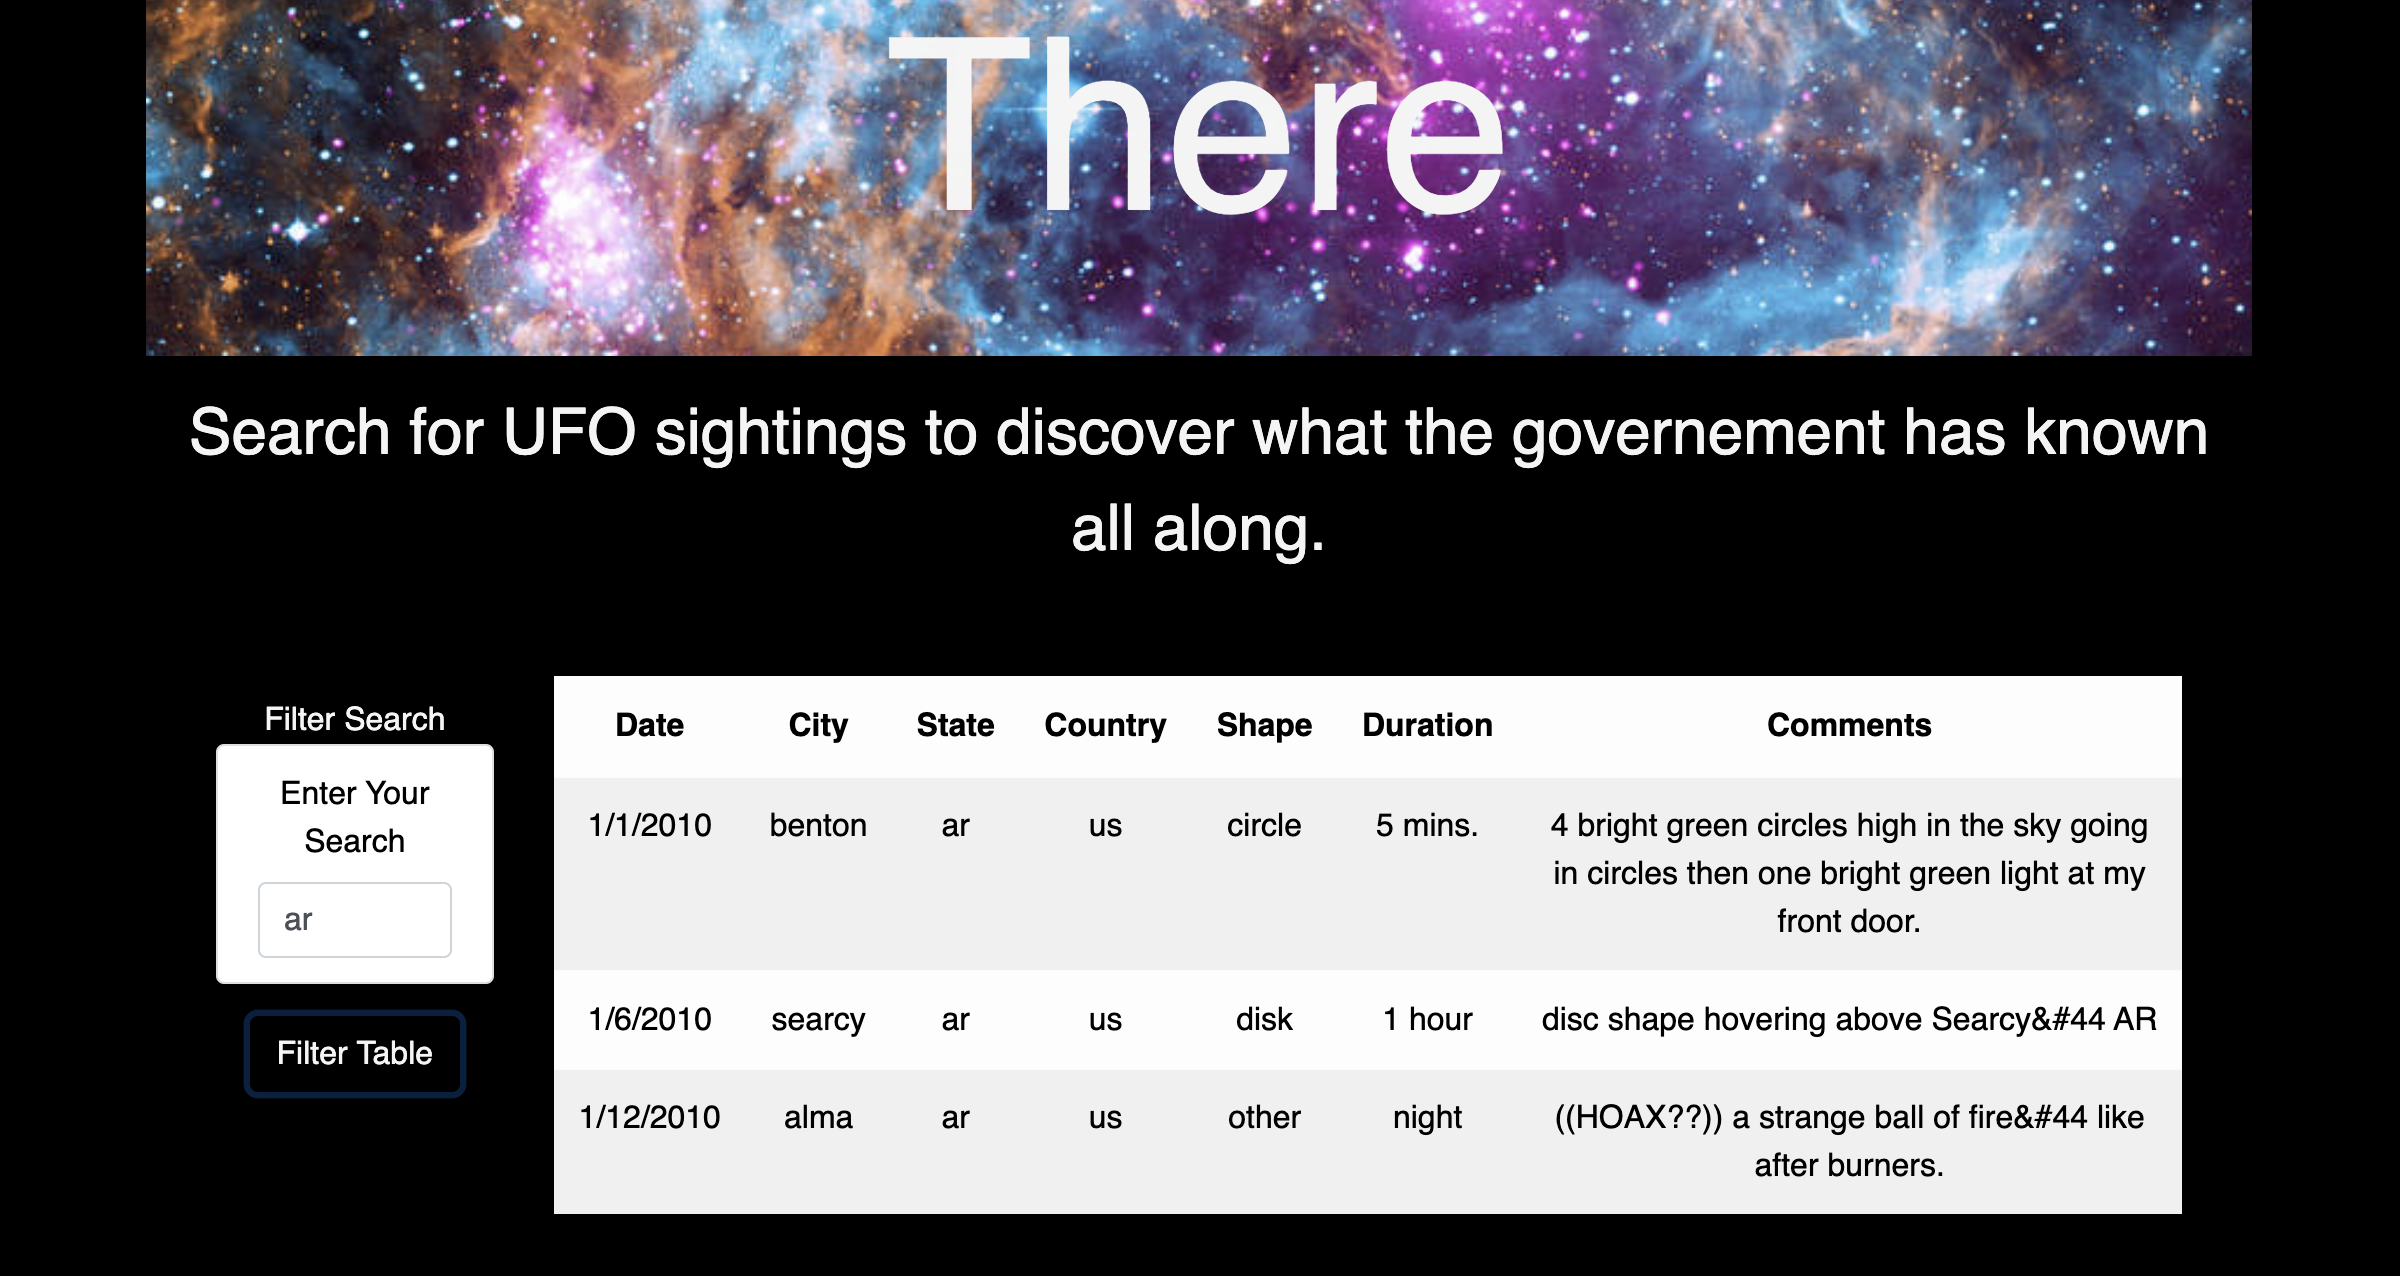 There
Search for UFO sightings to discover what the governement has known
all along.
Filter Search
Enter Your
Search
ar
Filter Table
Date City State Country Shape Duration Comments
1/1/2010 benton ar us circle 5 mins. 4 bright green circles high in the sky going
in circles then one bright green light at my
front door.
1/6/2010 searcy ar us disk 1 hour disc shape hovering above Searcy&#44 AR
1/12/2010 alma ar us other night ((HOAX??)) a strange ball of fire&#44 like
after burners.